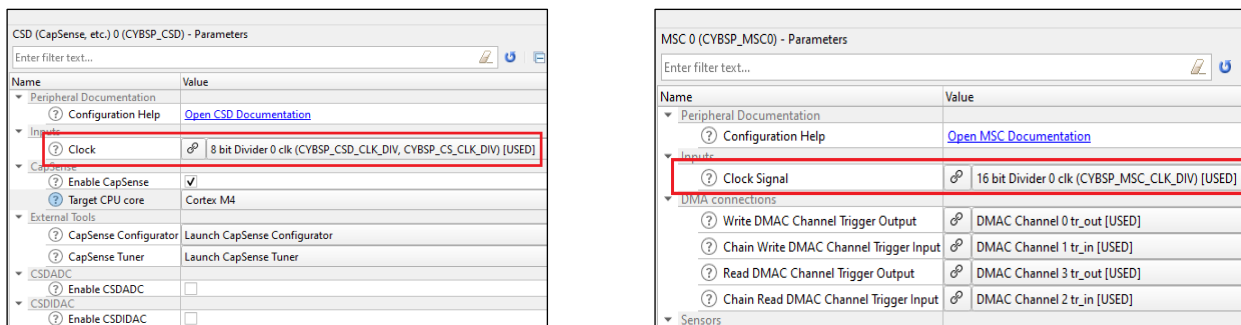 CSD (CapSense, etc.) 0 (CYBSP_CSD) - Parameters
Enter filter text...
Name Value
Peripheral Documentation
Configuration Help Open CSD Documentation
Inputs
Clock 8 bit Divider 0 clk (CYBSP_CSD_CLK_DIV, CYBSP_CS_CLK_DIV) [USED]
CapSense
Enable CapSense
Target CPU core Cortex M4
External Tools
CapSense Configurator Launch CapSense Configurator
CapSense Tuner Launch CapSense Tuner
CSDADC
Enable CSDADC
CSDIDAC
Enable CSDIDAC
MSC 0 (CYBSP_MSC0) - Parameters
Enter filter text...
Name Value
Peripheral Documentation
Configuration Help Open MSC Documentation
Inputs
Clock Signal 16 bit Divider 0 clk (CYBSP_MSC_CLK_DIV) [USED]
DMA connections
Write DMAC Channel Trigger Output DMAC Channel 0 tr_out [USED]
Chain Write DMAC Channel Trigger Input DMAC Channel 1 tr_in [USED]
Read DMAC Channel Trigger Output DMAC Channel 3 tr_out [USED]
Chain Read DMAC Channel Trigger Input DMAC Channel 2 tr_in [USED]
Sensors